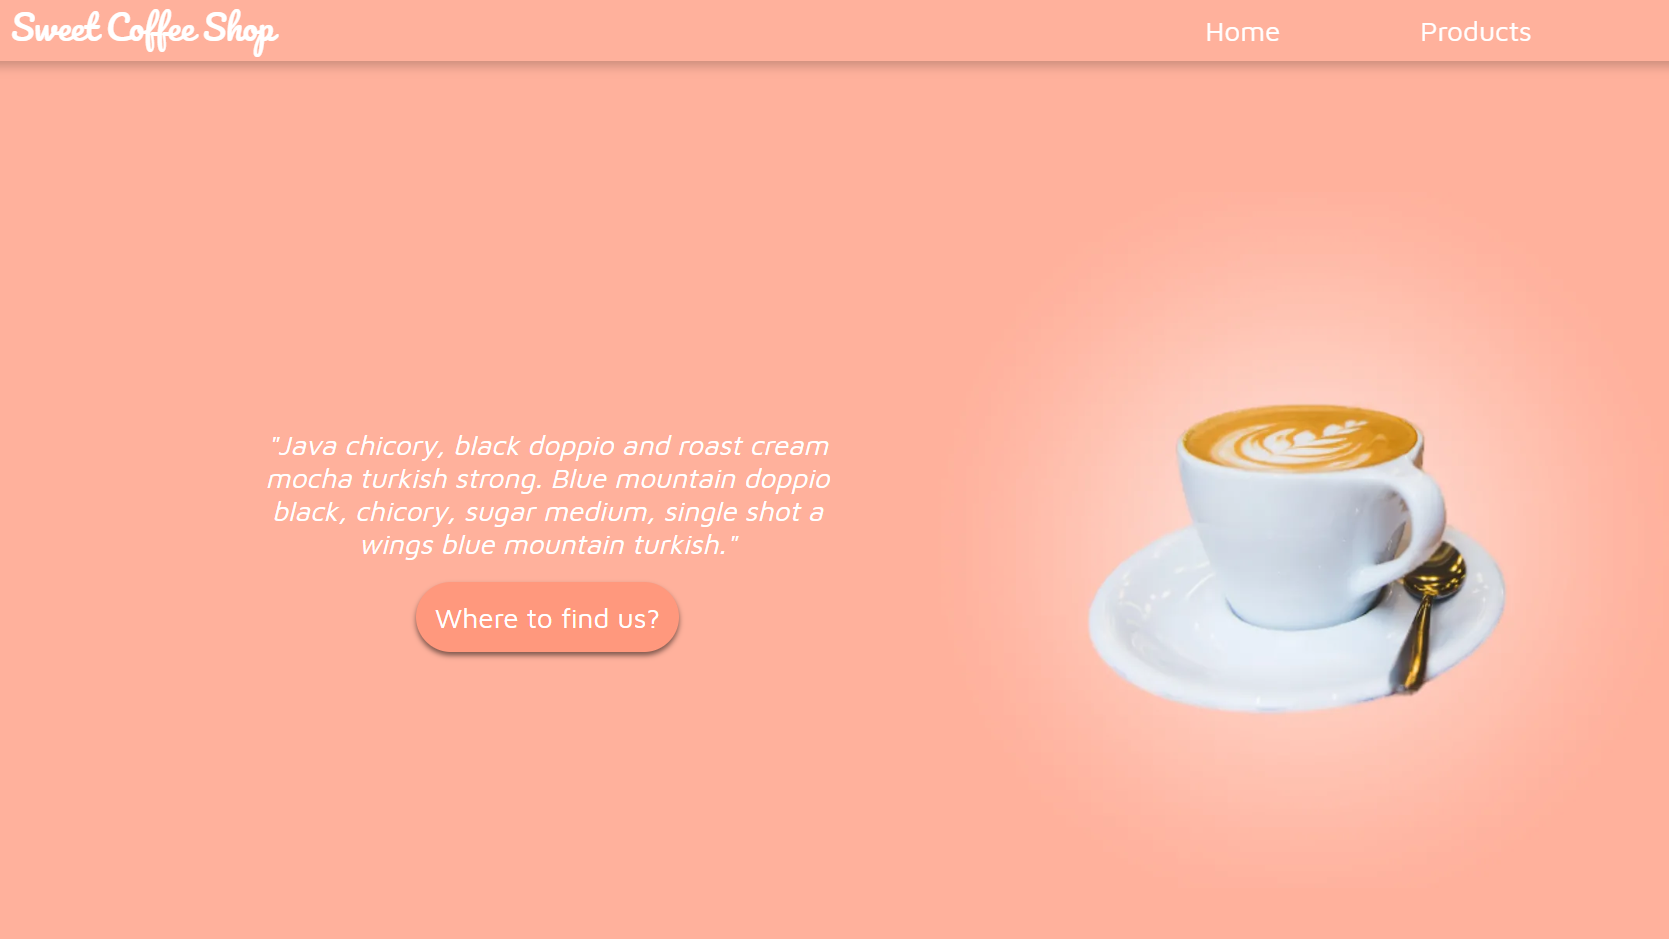 Sweet Coffee Shop
Home
Products
"Java chicory, black doppio and roast cream
mocha turkish strong. Blue mountain doppio
black, chicory, sugar medium, single shot a
wings blue mountain turkish."
Where to find us?